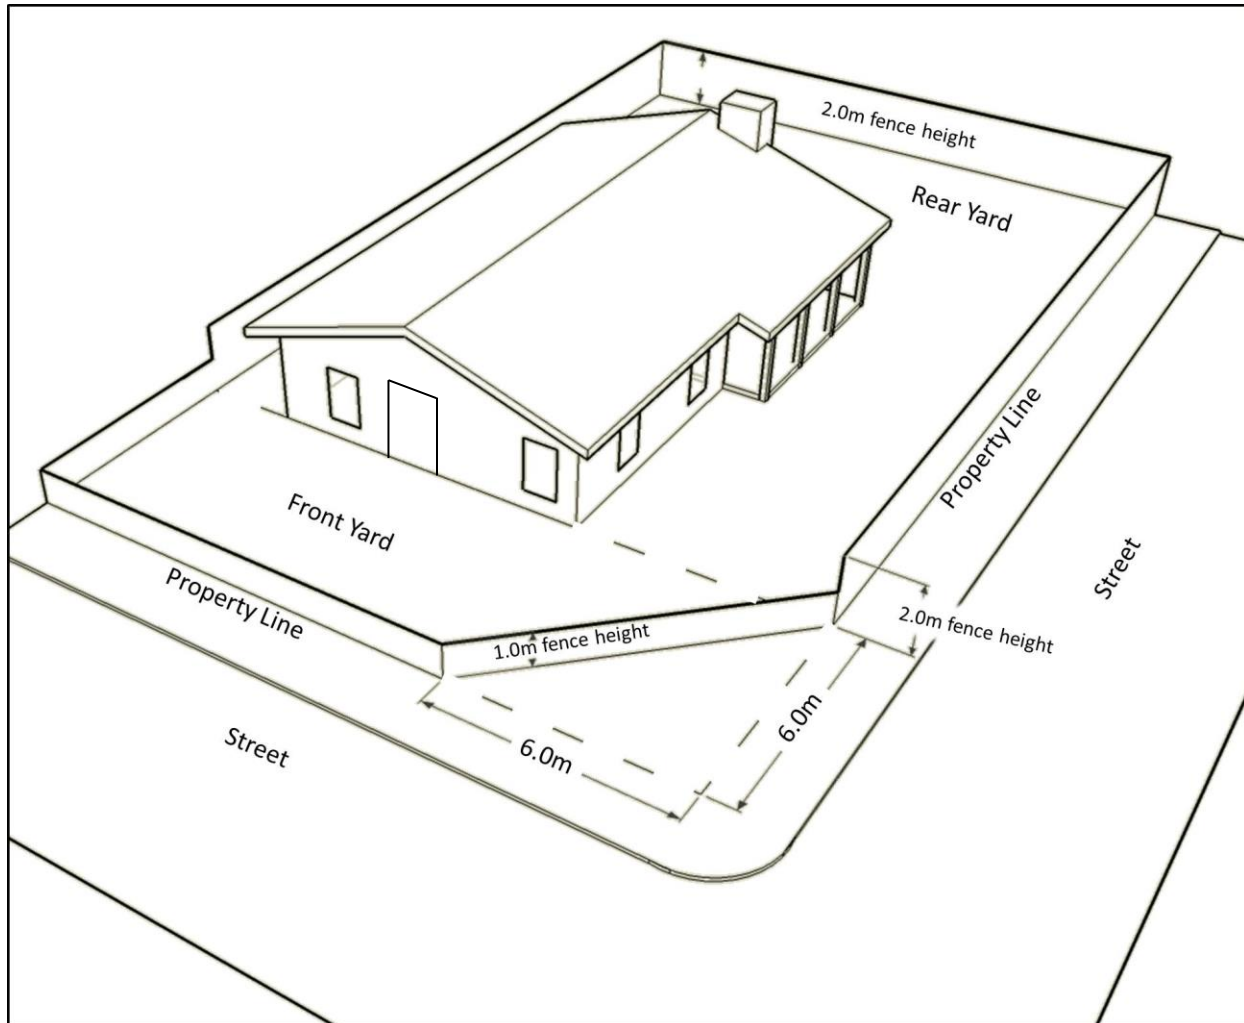 2.0m fence height
Rear Yard
Property Line
Front Yard
Street
Property Line
2.0m fence height
1.0m fence height
6.0m
6.0m
Street